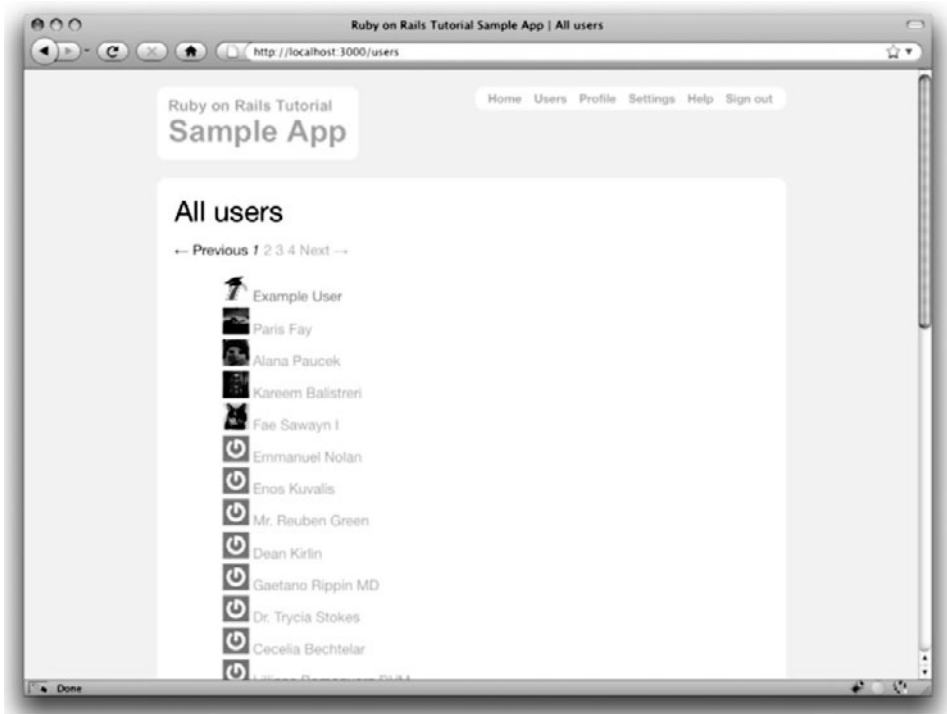 Ruby on Rails Tutorial Sample App | All users
http://localhost:3000/users
Ruby on Rails Tutorial
Sample App
Home Users Profile Settings Help Sign out
All users
← Previous 1 2 3 4 Next →
Example User
Paris Fay
Alana Paucek
Kareem Balistreri
Fae Sawayn I
Emmanuel Nolan
Enos Kuvalis
Mr. Reuben Green
Dean Kirlin
Gaetano Rippin MD
Dr. Trycia Stokes
Cecelia Bechtelar
Done